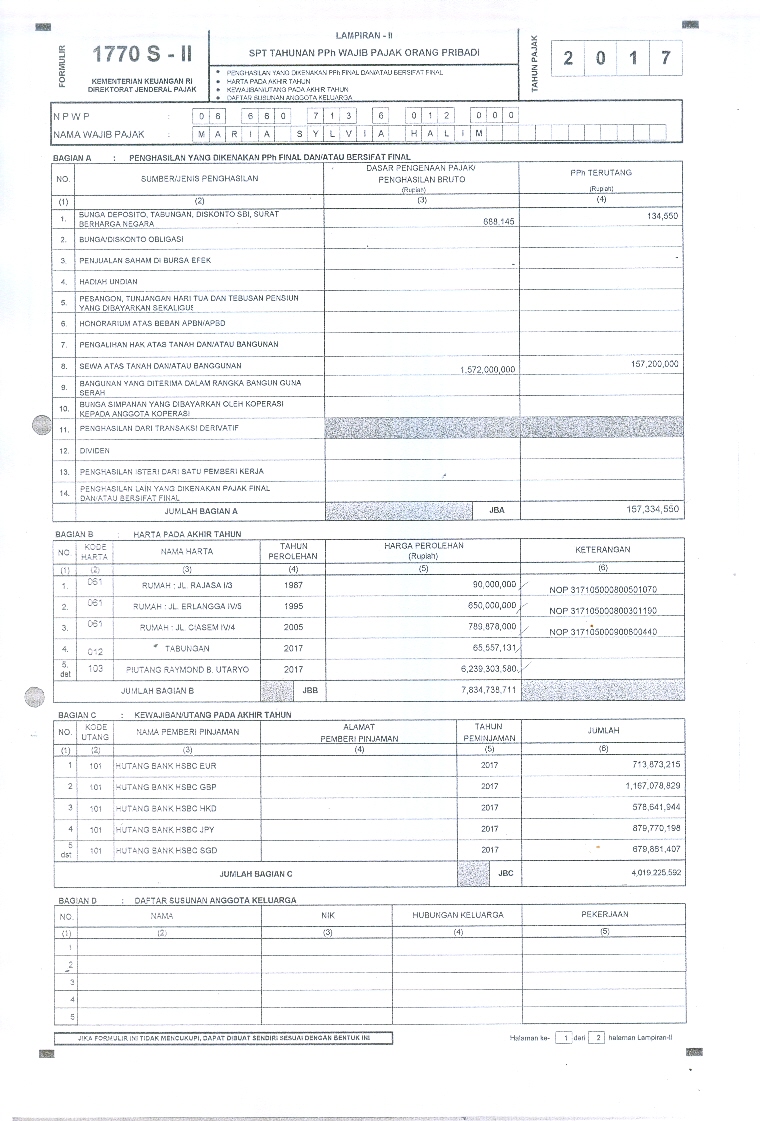 LAMPIRAN - II
FORMULIR
1770 S - II
SPT TAHUNAN PPh WAJIB PAJAK ORANG PRIBADI
TAHUN PAJAK
2 0 1 7
KEMENTERIAN KEUANGAN RI
DIREKTORAT JENDERAL PAJAK
• PENGHASILAN YANG DIKENAKAN PPh FINAL DAN/ATAU BERSIFAT FINAL
• HARTA PADA AKHIR TAHUN
• KEWAJIBAN/UTANG PADA AKHIR TAHUN
• DAFTAR SUSUNAN ANGGOTA KELUARGA
N P W P : 0 6 6 6 0 7 1 3 6 0 1 2 0 0 0
NAMA WAJIB PAJAK : M A R I A S Y L V I A H A L I M
BAGIAN A : PENGHASILAN YANG DIKENAKAN PPh FINAL DAN/ATAU BERSIFAT FINAL
NO. SUMBER/JENIS PENGHASILAN DASAR PENGENAAN PAJAK/ PENGHASILAN BRUTO (Rupiah) PPh TERUTANG (Rupiah)
(1) (2) (3) (4)
1. BUNGA DEPOSITO, TABUNGAN, DISKONTO SBI, SURAT BERHARGA NEGARA 688,145 134,550
2. BUNGA/DISKONTO OBLIGASI
3. PENJUALAN SAHAM DI BURSA EFEK - -
4. HADIAH UNDIAN
5. PESANGON, TUNJANGAN HARI TUA DAN TEBUSAN PENSIUN YANG DIBAYARKAN SEKALIGUS
6. HONORARIUM ATAS BEBAN APBN/APBD
7. PENGALIHAN HAK ATAS TANAH DAN/ATAU BANGUNAN
8. SEWA ATAS TANAH DAN/ATAU BANGGUNAN 1,572,000,000 157,200,000
9. BANGUNAN YANG DITERIMA DALAM RANGKA BANGUN GUNA SERAH
10. BUNGA SIMPANAN YANG DIBAYARKAN OLEH KOPERASI KEPADA ANGGOTA KOPERASI
11. PENGHASILAN DARI TRANSAKSI DERIVATIF
12. DIVIDEN
13. PENGHASILAN ISTERI DARI SATU PEMBERI KERJA
14. PENGHASILAN LAIN YANG DIKENAKAN PAJAK FINAL DAN/ATAU BERSIFAT FINAL
JUMLAH BAGIAN A JBA 157,334,550
BAGIAN B : HARTA PADA AKHIR TAHUN
NO KODE HARTA NAMA HARTA TAHUN PEROLEHAN HARGA PEROLEHAN (Rupiah) KETERANGAN
(1) (2) (3) (4) (5) (6)
1. 061 RUMAH : JL. RAJASA I/3 1987 90,000,000 NOP 317105000800501070
2. 061 RUMAH : JL. ERLANGGA IV/5 1995 650,000,000 NOP 317105000800301190
3. 061 RUMAH : JL. CIASEM IV/4 2005 789,878,000 NOP 317105000900800440
4. 012 TABUNGAN 2017 65,557,131
5. dst 103 PIUTANG RAYMOND B. UTARYO 2017 6,239,303,580
JUMLAH BAGIAN B JBB 7,834,738,711
BAGIAN C : KEWAJIBAN/UTANG PADA AKHIR TAHUN
NO. KODE UTANG NAMA PEMBERI PINJAMAN ALAMAT PEMBERI PINJAMAN TAHUN PEMINJAMAN JUMLAH
(1) (2) (3) (4) (5) (6)
1 101 HUTANG BANK HSBC EUR 2017 713,873,215
2 101 HUTANG BANK HSBC GBP 2017 1,167,078,829
3 101 HUTANG BANK HSBC HKD 2017 578,641,944
4 101 HUTANG BANK HSBC JPY 2017 879,770,198
5 dst 101 HUTANG BANK HSBC SGD 2017 679,861,407
JUMLAH BAGIAN C JBC 4,019,225,592
BAGIAN D : DAFTAR SUSUNAN ANGGOTA KELUARGA
NO. NAMA NIK HUBUNGAN KELUARGA PEKERJAAN
(1) (2) (3) (4) (5)
1
2
3
4
5
JIKA FORMULIR INI TIDAK MENCUKUPI, DAPAT DIBUAT SENDIRI SESUAI DENGAN BENTUK INI
Halaman ke- 1 dari 2 halaman Lampiran-II